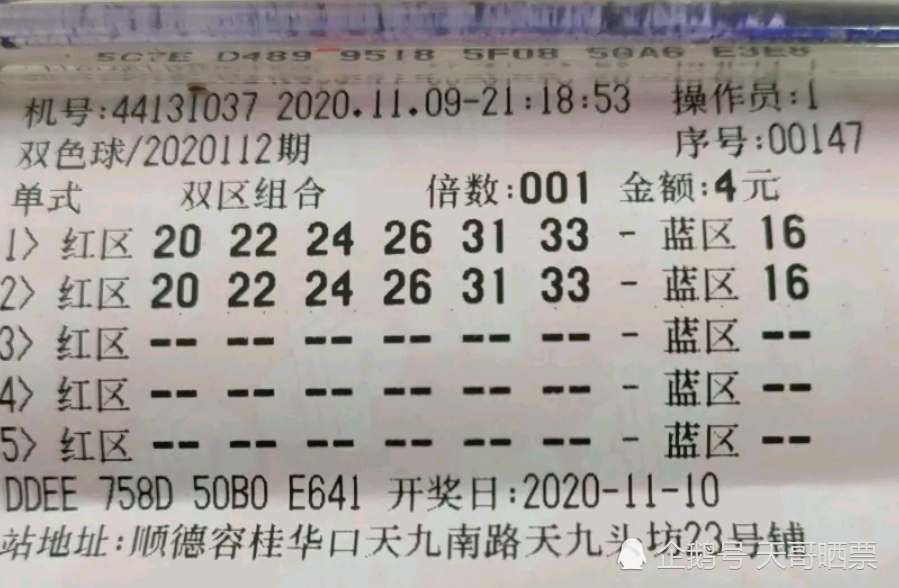 5C7E D489 9518 5F08 50A6 E3E8
机号:44131037 2020.11.09-21:18:53 操作员:1
双色球/2020112期 序号:00147
单式 双区组合 倍数:001 金额:4元
1> 红区 20 22 24 26 31 33 - 蓝区 16
2> 红区 20 22 24 26 31 33 - 蓝区 16
3> 红区 -- -- -- -- -- -- - 蓝区 --
4> 红区 -- -- -- -- -- -- - 蓝区 --
5> 红区 -- -- -- -- -- -- - 蓝区 --
DDEE 758D 50B0 E641 开奖日:2020-11-10
站地址:顺德容桂华口天九南路天九头坊23号铺
企鹅号 天哥晒票